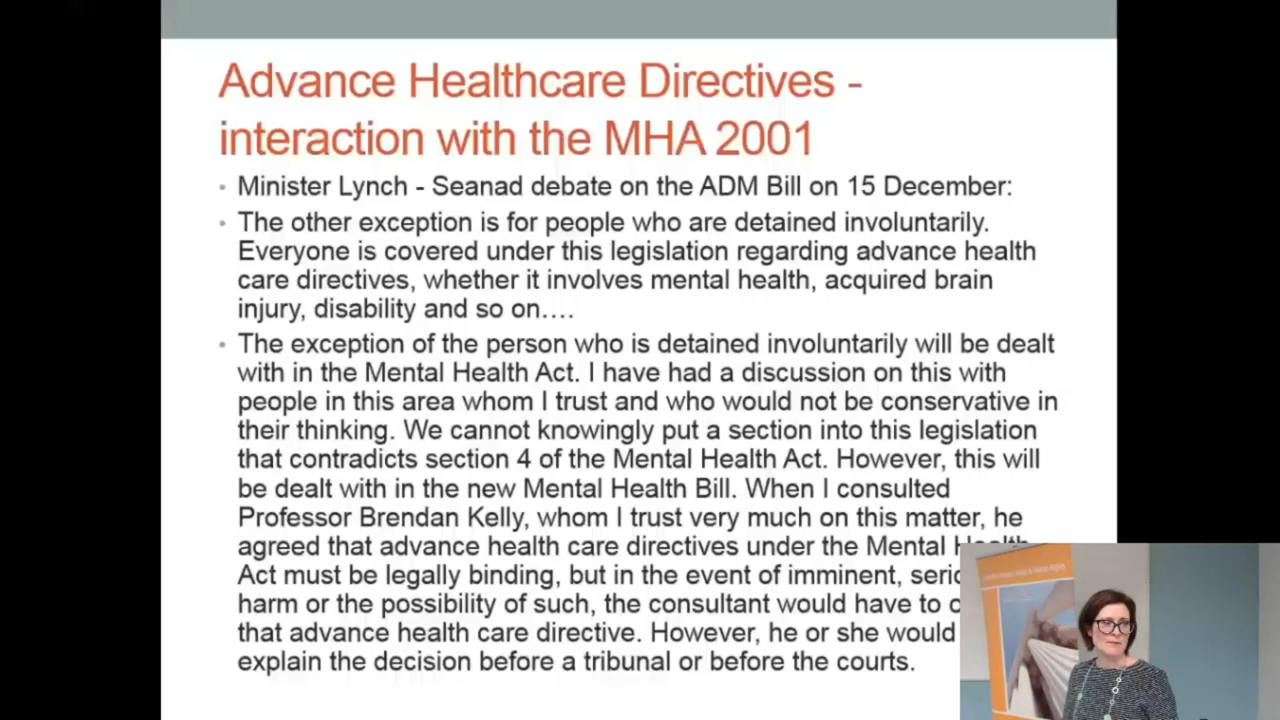 Advance Healthcare Directives -
interaction with the MHA 2001
• Minister Lynch - Seanad debate on the ADM Bill on 15 December:
• The other exception is for people who are detained involuntarily.
Everyone is covered under this legislation regarding advance health
care directives, whether it involves mental health, acquired brain
injury, disability and so on….
• The exception of the person who is detained involuntarily will be dealt
with in the Mental Health Act. I have had a discussion on this with
people in this area whom I trust and who would not be conservative in
their thinking. We cannot knowingly put a section into this legislation
that contradicts section 4 of the Mental Health Act. However, this will
be dealt with in the new Mental Health Bill. When I consulted
Professor Brendan Kelly, whom I trust very much on this matter, he
agreed that advance health care directives under the Mental Health
Act must be legally binding, but in the event of imminent,
harm or the possibility of such, the consultant would have to
that advance health care directive. However, he or she would
explain the decision before a tribunal or before the courts.